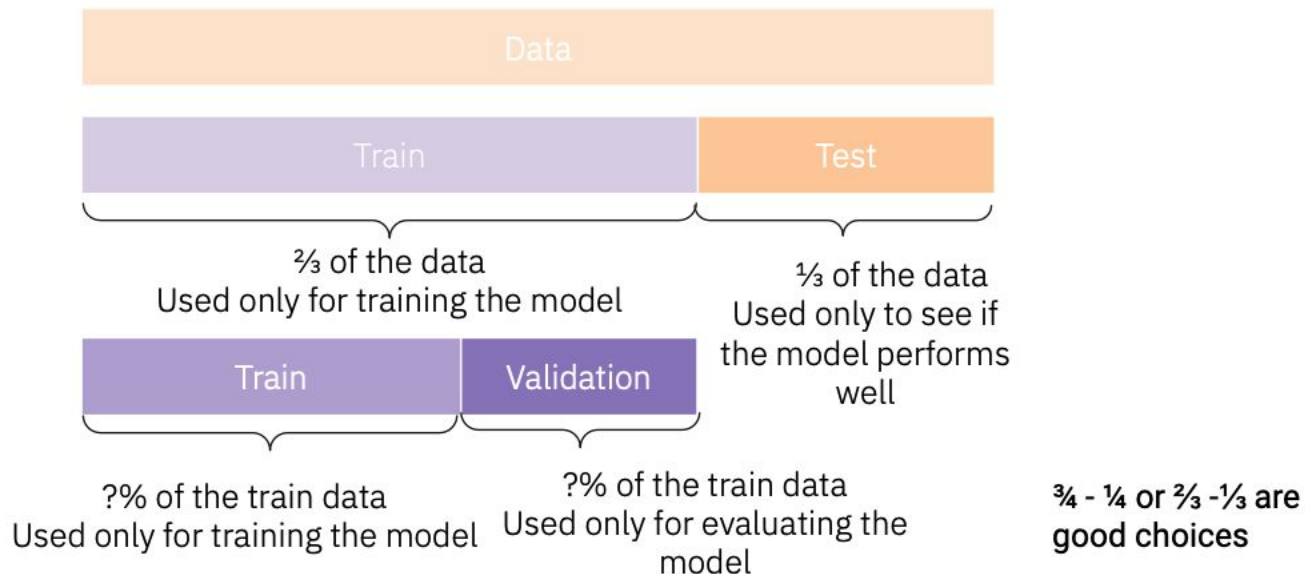 Data
Train
Test
⅔ of the data
Used only for training the model
⅓ of the data
Used only to see if
the model performs
well
Train
Validation
?% of the train data
Used only for training the model
?% of the train data
Used only for evaluating the
model
¾ - ¼ or ⅔ -⅓ are
good choices